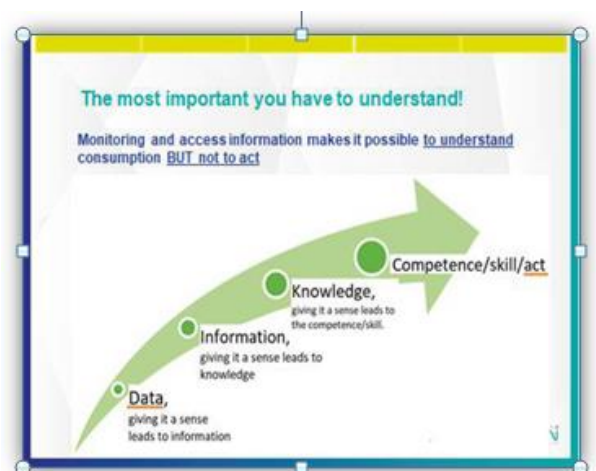 The most important you have to understand!
Monitoring and access information makes it possible to understand
consumption BUT not to act
Competence/skill/act
Knowledge,
giving it a sense leads to
the competence/skill.
Information,
giving it a sense leads to
knowledge
Data,
giving it a sense
leads to information